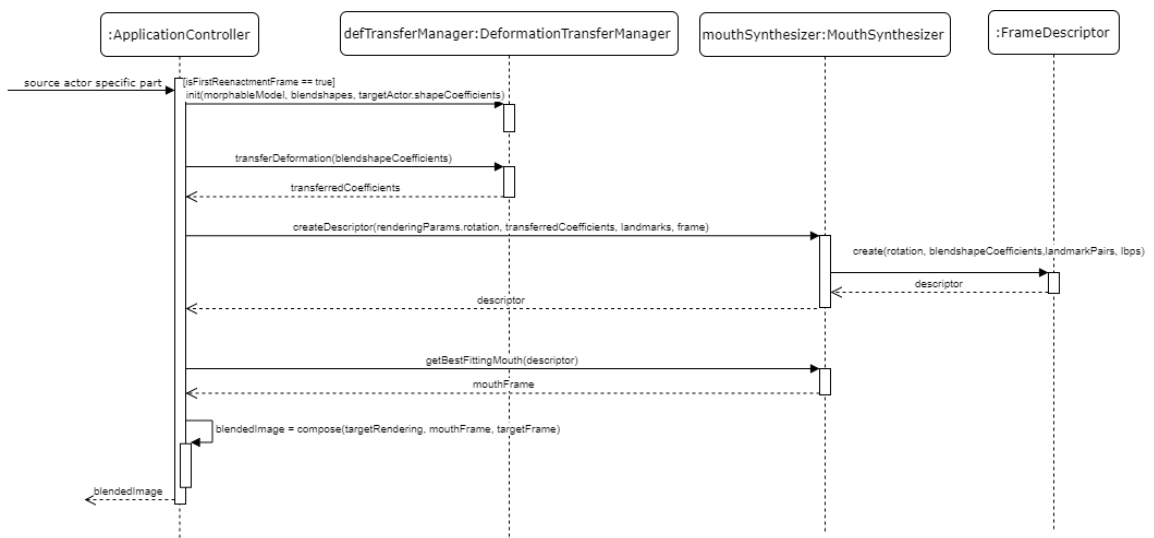 :ApplicationController
defTransferManager:DeformationTransferManager
mouthSynthesizer:MouthSynthesizer
:FrameDescriptor
source actor specific part
[isFirstReenactmentFrame == true]
init(morphableModel, blendshapes, targetActor.shapeCoefficients)
transferDeformation(blendshapeCoefficients)
transferredCoefficients
createDescriptor(renderingParams.rotation, transferredCoefficients, landmarks, frame)
create(rotation, blendshapeCoefficients,landmarkPairs, lbps)
descriptor
descriptor
getBestFittingMouth(descriptor)
mouthFrame
blendedImage = compose(targetRendering, mouthFrame, targetFrame)
blendedImage